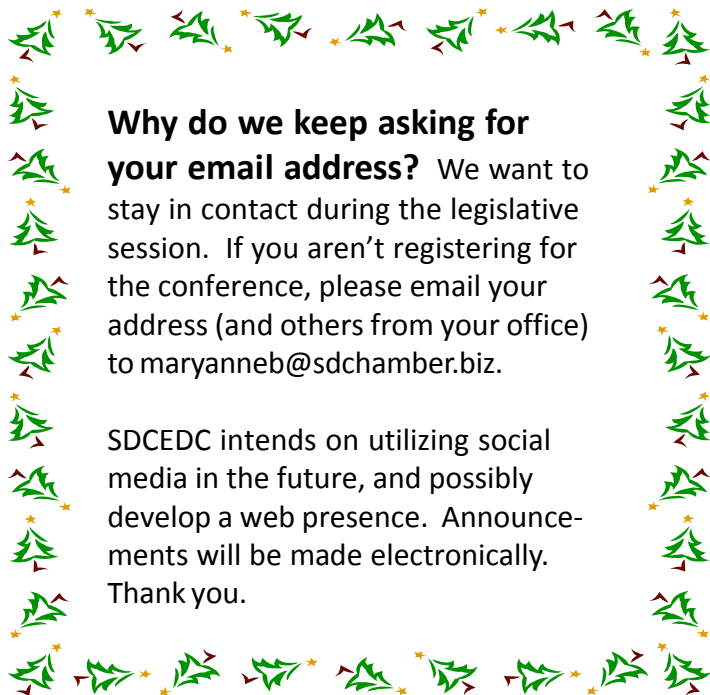 Why do we keep asking for
your email address?  We want to
stay in contact during the legislative
session.  If you aren’t registering for
the conference, please email your
address (and others from your office)
to maryanneb@sdchamber.biz.
SDCEDC intends on utilizing social
media in the future, and possibly
develop a web presence.  Announce-
ments will be made electronically.
Thank you.